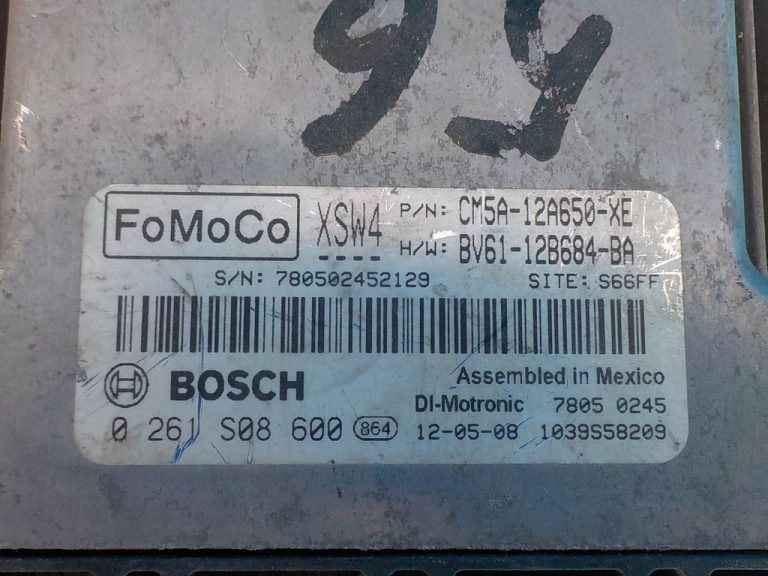 95
FoMoCo XSW4 P/N: CM5A-12A650-XE
H/W: BV61-12B684-BA
S/N: 780502452129 SITE: S66FF
BOSCH Assembled in Mexico
DI-Motronic 7805 0245
0 261 S08 600 864 12-05-08 1039S58209